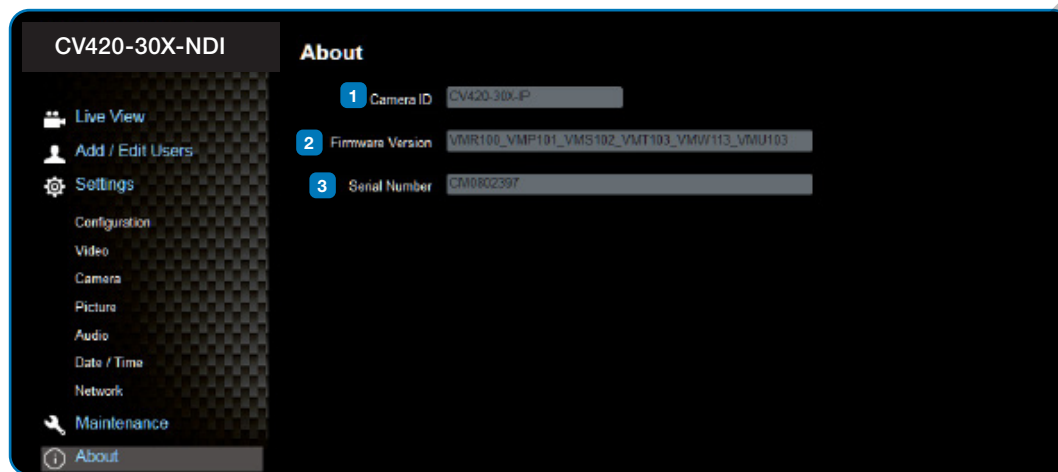 CV420-30X-NDI
About
1 Camera ID CV420-30X-IP
Live View
2 Firmware Version VMR100_VMP101_VMS102_VMT103_VMW113_VMU103
Add / Edit Users
3 Serial Number CM0802397
Settings
Configuration
Video
Camera
Picture
Audio
Date / Time
Network
Maintenance
About